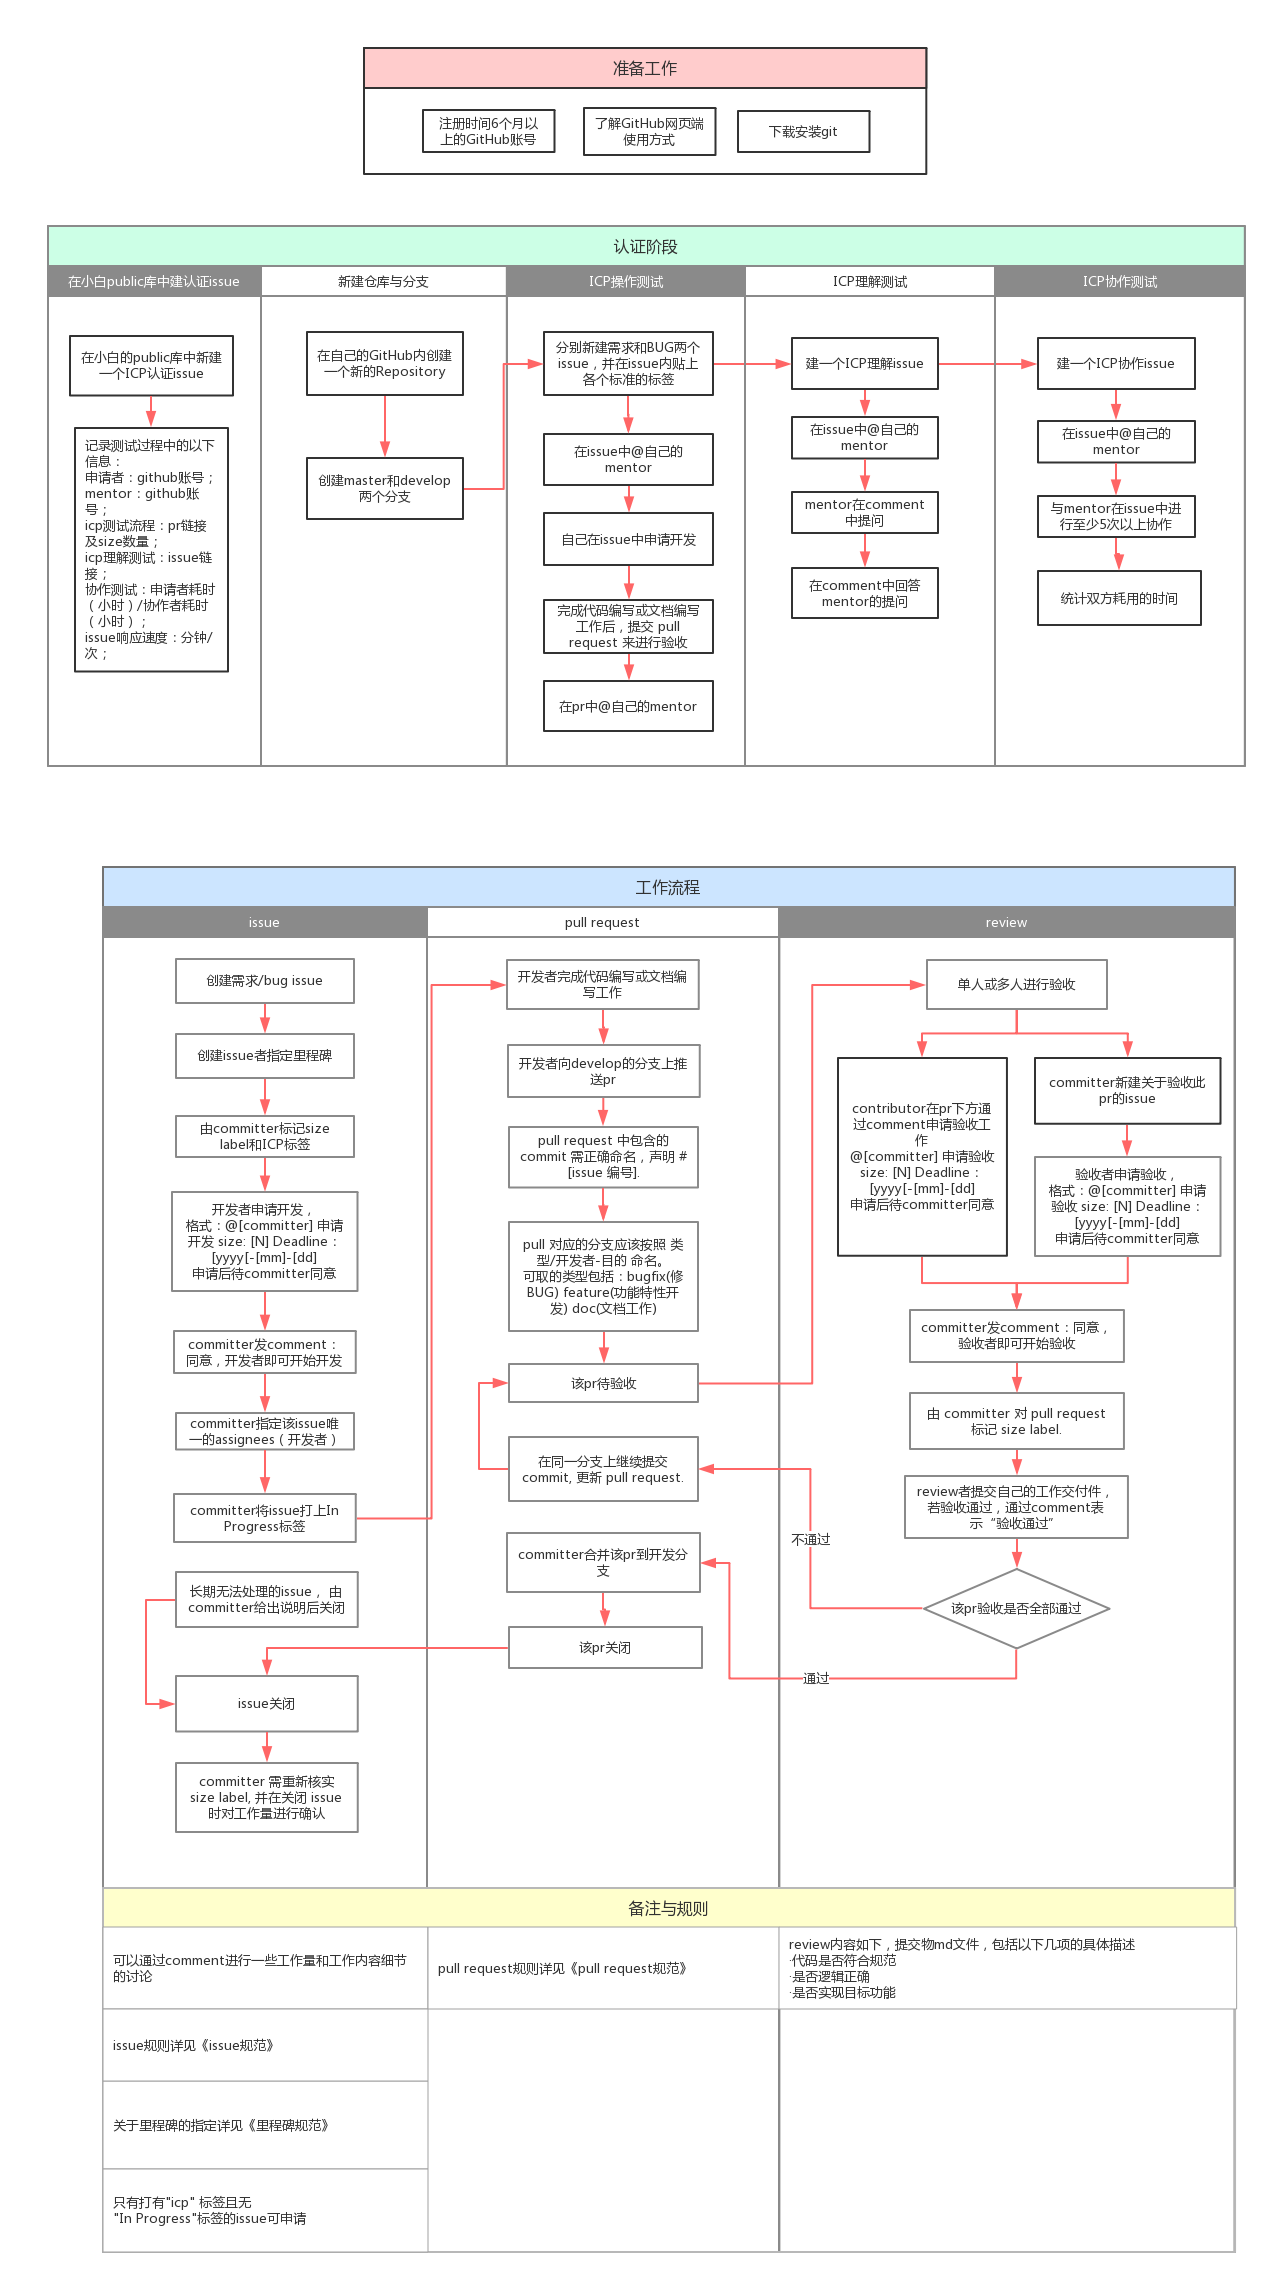 准备工作
注册时间6个月以
上的GitHub账号
了解GitHub网页端
使用方式
下载安装git
认证阶段
在小白public库中建认证issue
新建仓库与分支
ICP操作测试
ICP理解测试
ICP协作测试
在小白的public库中新建
一个ICP认证issue
记录测试过程中的以下
信息：
申请者：github账号；
mentor：github账
号；
icp测试流程：pr链接
及size数量；
icp理解测试：issue链
接；
协作测试：申请者耗时
（小时）/协作者耗时
（小时）；
issue响应速度：分钟/
次；
在自己的GitHub内创建
一个新的Repository
创建master和develop
两个分支
分别新建需求和BUG两个
issue，并在issue内贴上
各个标准的标签
在issue中@自己的
mentor
自己在issue中申请开发
完成代码编写或文档编写
工作后，提交 pull
request 来进行验收
在pr中@自己的mentor
建一个ICP理解issue
在issue中@自己的
mentor
mentor在comment
中提问
在comment中回答
mentor的提问
建一个ICP协作issue
在issue中@自己的
mentor
与mentor在issue中进
行至少5次以上协作
统计双方耗用的时间
工作流程
issue
pull request
review
创建需求/bug issue
创建issue者指定里程碑
由committer标记size
label和ICP标签
开发者申请开发，
格式：@[committer] 申请
开发 size: [N] Deadline：
[yyyy[-[mm]-[dd]
申请后待committer同意
committer发comment：
同意，开发者即可开始开发
committer指定该issue唯
一的assignees（开发者）
committer将issue打上In
Progress标签
长期无法处理的issue， 由
committer给出说明后关闭
issue关闭
committer 需重新核实
size label, 并在关闭 issue
时对工作量进行确认
开发者完成代码编写或文档编
写工作
开发者向develop的分支上推
送pr
pull request 中包含的
commit 需正确命名，声明 #
[issue 编号].
pull 对应的分支应该按照 类
型/开发者-目的 命名。
可取的类型包括：bugfix(修
BUG) feature(功能特性开
发) doc(文档工作)
该pr待验收
在同一分支上继续提交
commit, 更新 pull request.
committer合并该pr到开发分
支
该pr关闭
单人或多人进行验收
contributor在pr下方通
过comment申请验收工
作
@[committer] 申请验收
size: [N] Deadline：
[yyyy[-[mm]-[dd]
申请后待committer同意
committer新建关于验收此
pr的issue
验收者申请验收，
格式：@[committer] 申请
验收 size: [N] Deadline：
[yyyy[-[mm]-[dd]
申请后待committer同意
committer发comment：同意，
验收者即可开始验收
由 committer 对 pull request
标记 size label.
review者提交自己的工作交付件，
若验收通过，通过comment表
示“验收通过”
该pr验收是否全部通过
不通过
通过
备注与规则
可以通过comment进行一些工作量和工作内容细节
的讨论
pull request规则详见《pull request规范》
review内容如下，提交物md文件，包括以下几项的具体描述
·代码是否符合规范
·是否逻辑正确
·是否实现目标功能
issue规则详见《issue规范》
关于里程碑的指定详见《里程碑规范》
只有打有"icp" 标签且无
"In Progress"标签的issue可申请